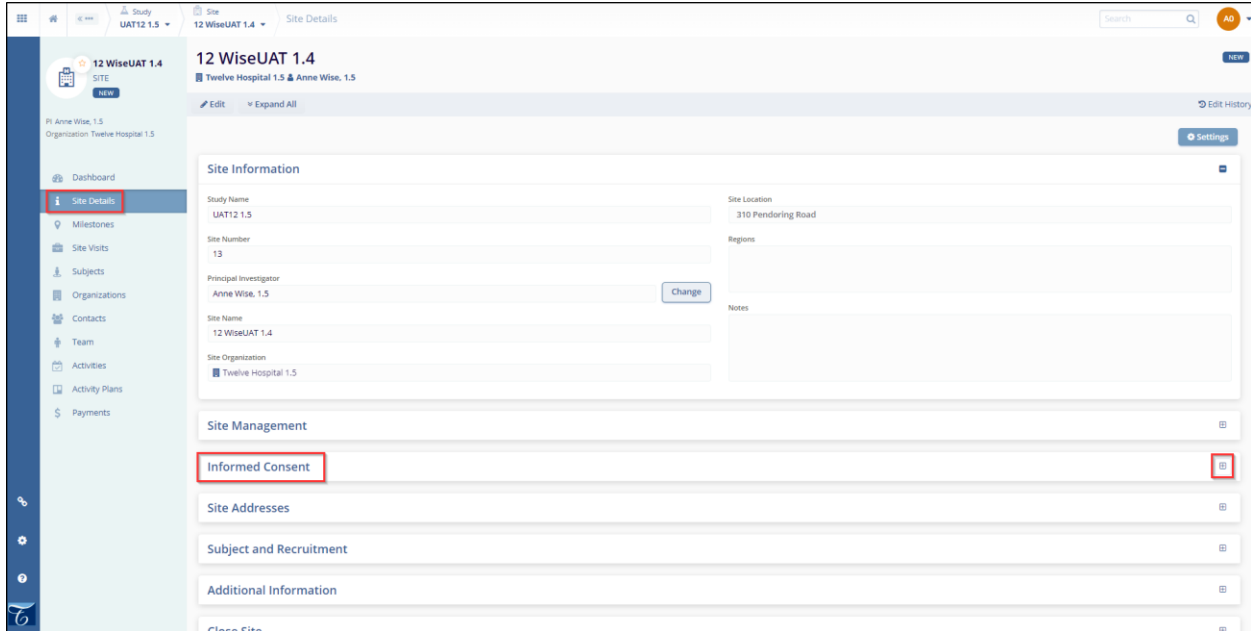 Study
UAT12 1.5
Site
12 WiseUAT 1.4
Site Details
Search
AO
12 WiseUAT 1.4
SITE
NEW
PI Anne Wise, 1.5
Organization Twelve Hospital 1.5
Dashboard
Site Details
Milestones
Site Visits
Subjects
Organizations
Contacts
Team
Activities
Activity Plans
Payments
12 WiseUAT 1.4
Twelve Hospital 1.5 Anne Wise, 1.5
NEW
Edit Expand All
Edit History
Settings
Site Information
Study Name
UAT12 1.5
Site Number
13
Principal Investigator
Anne Wise, 1.5
Change
Site Name
12 WiseUAT 1.4
Site Organization
Twelve Hospital 1.5
Site Location
310 Pendoring Road
Regions
Notes
Site Management
Informed Consent
Site Addresses
Subject and Recruitment
Additional Information
Close Site